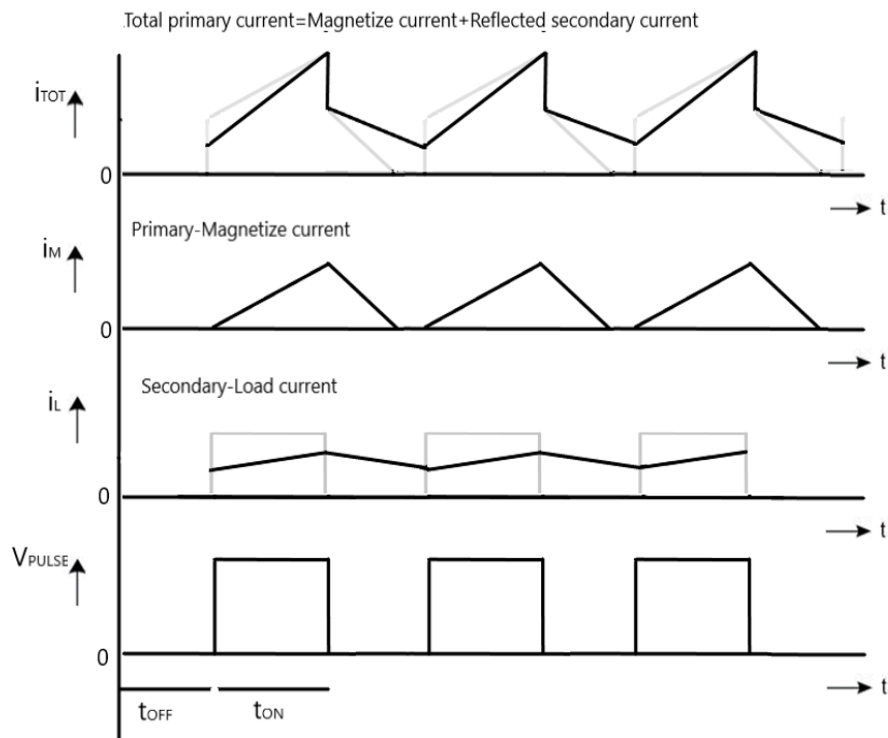 Total primary current=Magnetize current+Reflected secondary current
iTOT
0
t
Primary-Magnetize current
iM
0
t
Secondary-Load current
iL
0
t
VPULSE
0
t
tOFF tON